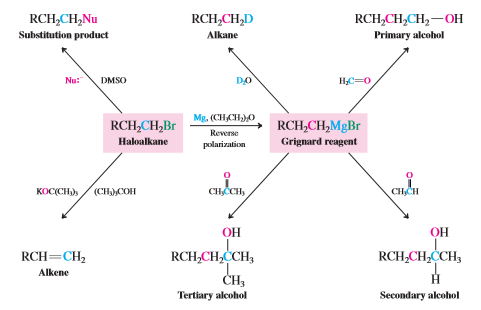 RCH₂CH₂Nu
Substitution product
RCH₂CH₂D
Alkane
RCH₂CH₂CH₂—OH
Primary alcohol
Nu:⁻ DMSO
D₂O
H₂C=O
RCH₂CH₂Br
Haloalkane
Mg, (CH₃CH₂)₂O
Reverse
polarization
RCH₂CH₂MgBr
Grignard reagent
KOC(CH₃)₃ (CH₃)₃COH
O
CH₃CCH₃
O
CH₃CH
RCH=CH₂
Alkene
OH
RCH₂CH₂CCH₃
CH₃
Tertiary alcohol
OH
RCH₂CH₂CCH₃
H
Secondary alcohol